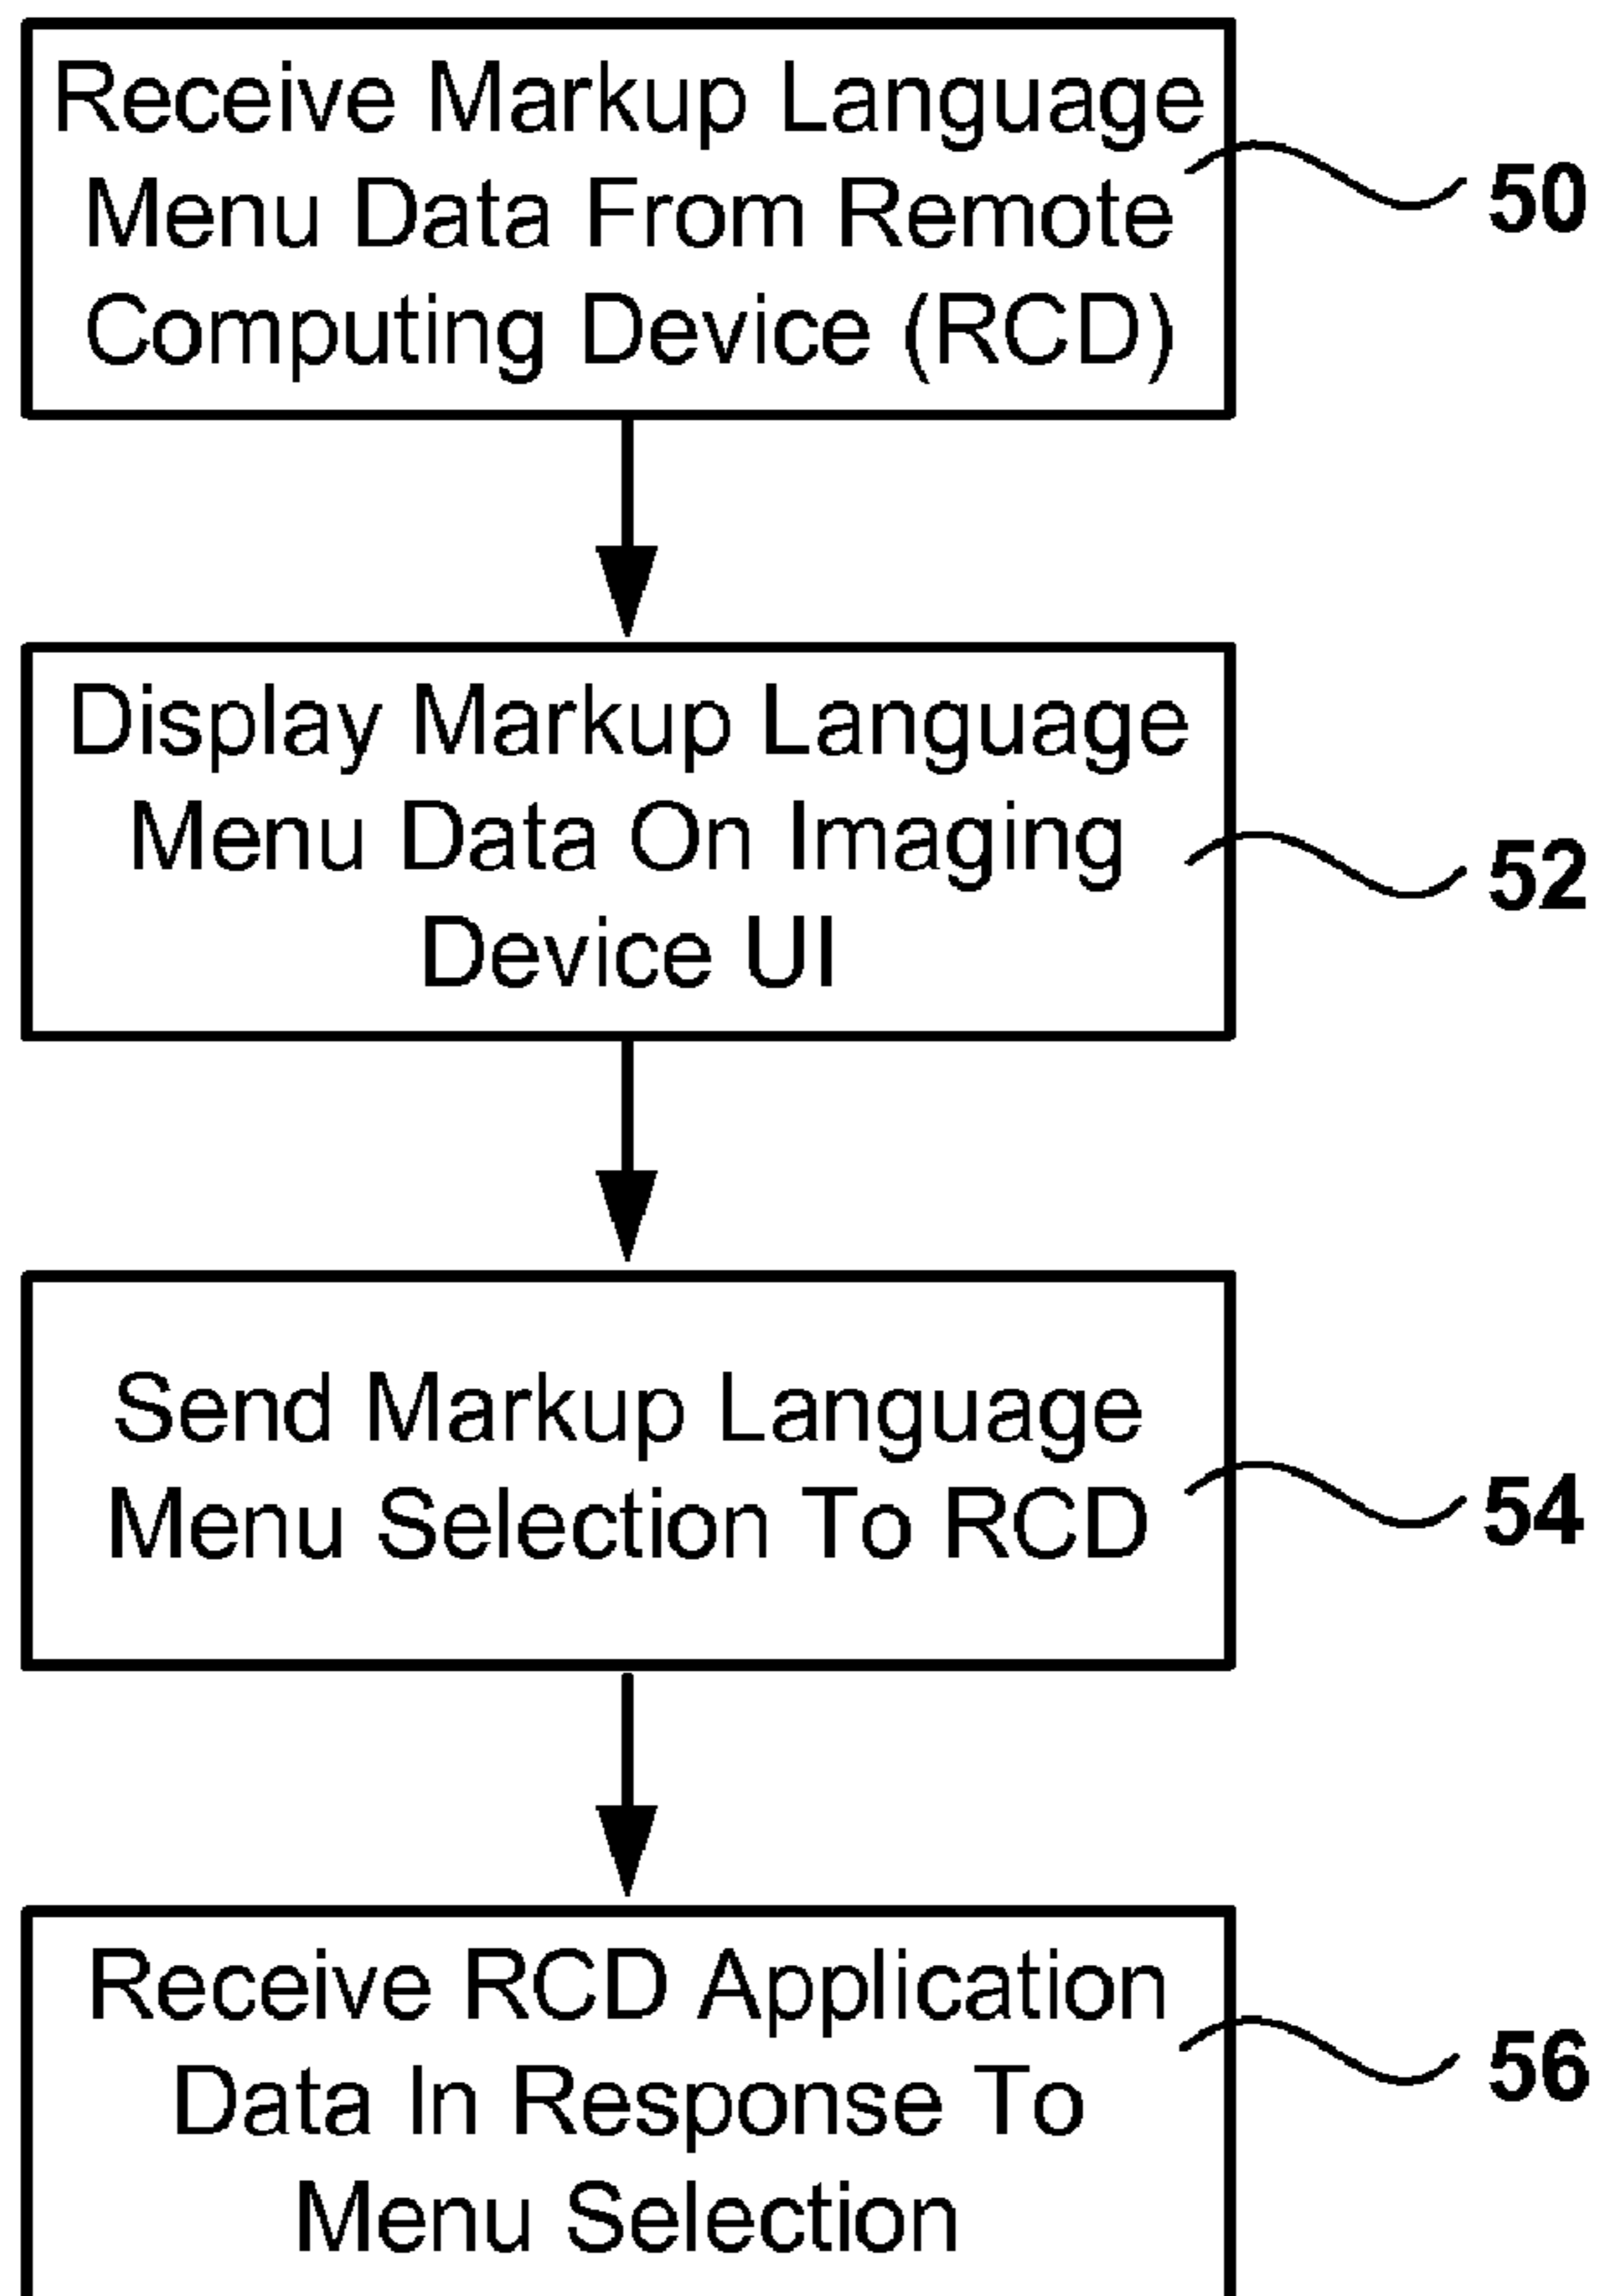 Receive Markup Language
Menu Data From Remote
Computing Device (RCD)
50
Display Markup Language
Menu Data On Imaging
Device UI
52
Send Markup Language
Menu Selection To RCD
54
Receive RCD Application
Data In Response To
Menu Selection
56